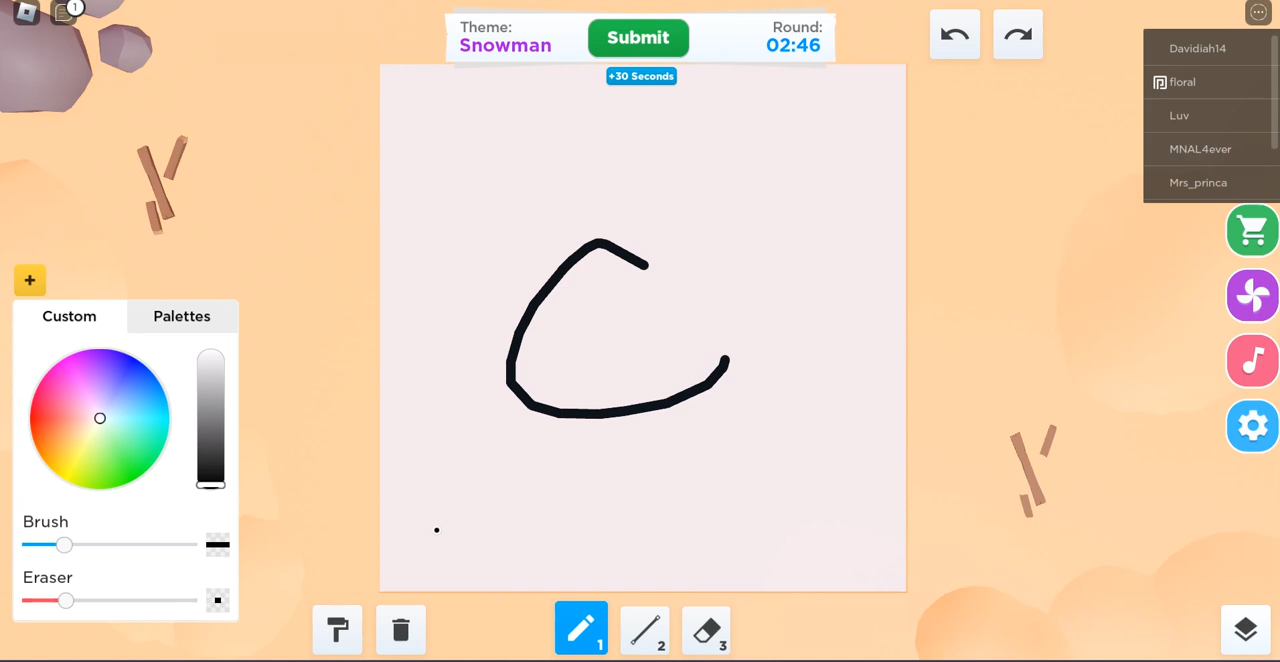 1
Theme:
Snowman
Submit
Round:
02:46
+30 Seconds
Davidiah14
floral
Luv
MNAL4ever
Mrs_princa
+
Custom
Palettes
Brush
Eraser
1
2
3